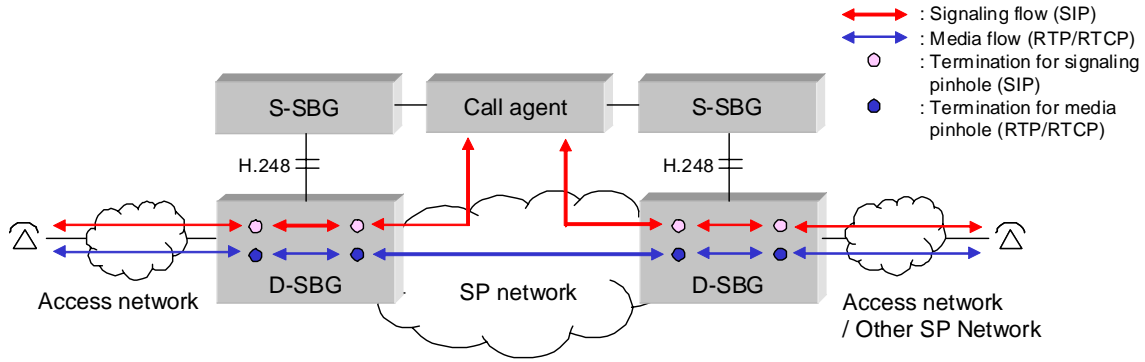 : Signaling flow (SIP)
: Media flow (RTP/RTCP)
: Termination for signaling
pinhole (SIP)
: Termination for media
pinhole (RTP/RTCP)
S-SBG
Call agent
S-SBG
H.248
H.248
D-SBG
SP network
D-SBG
Access network
Access network
/ Other SP Network